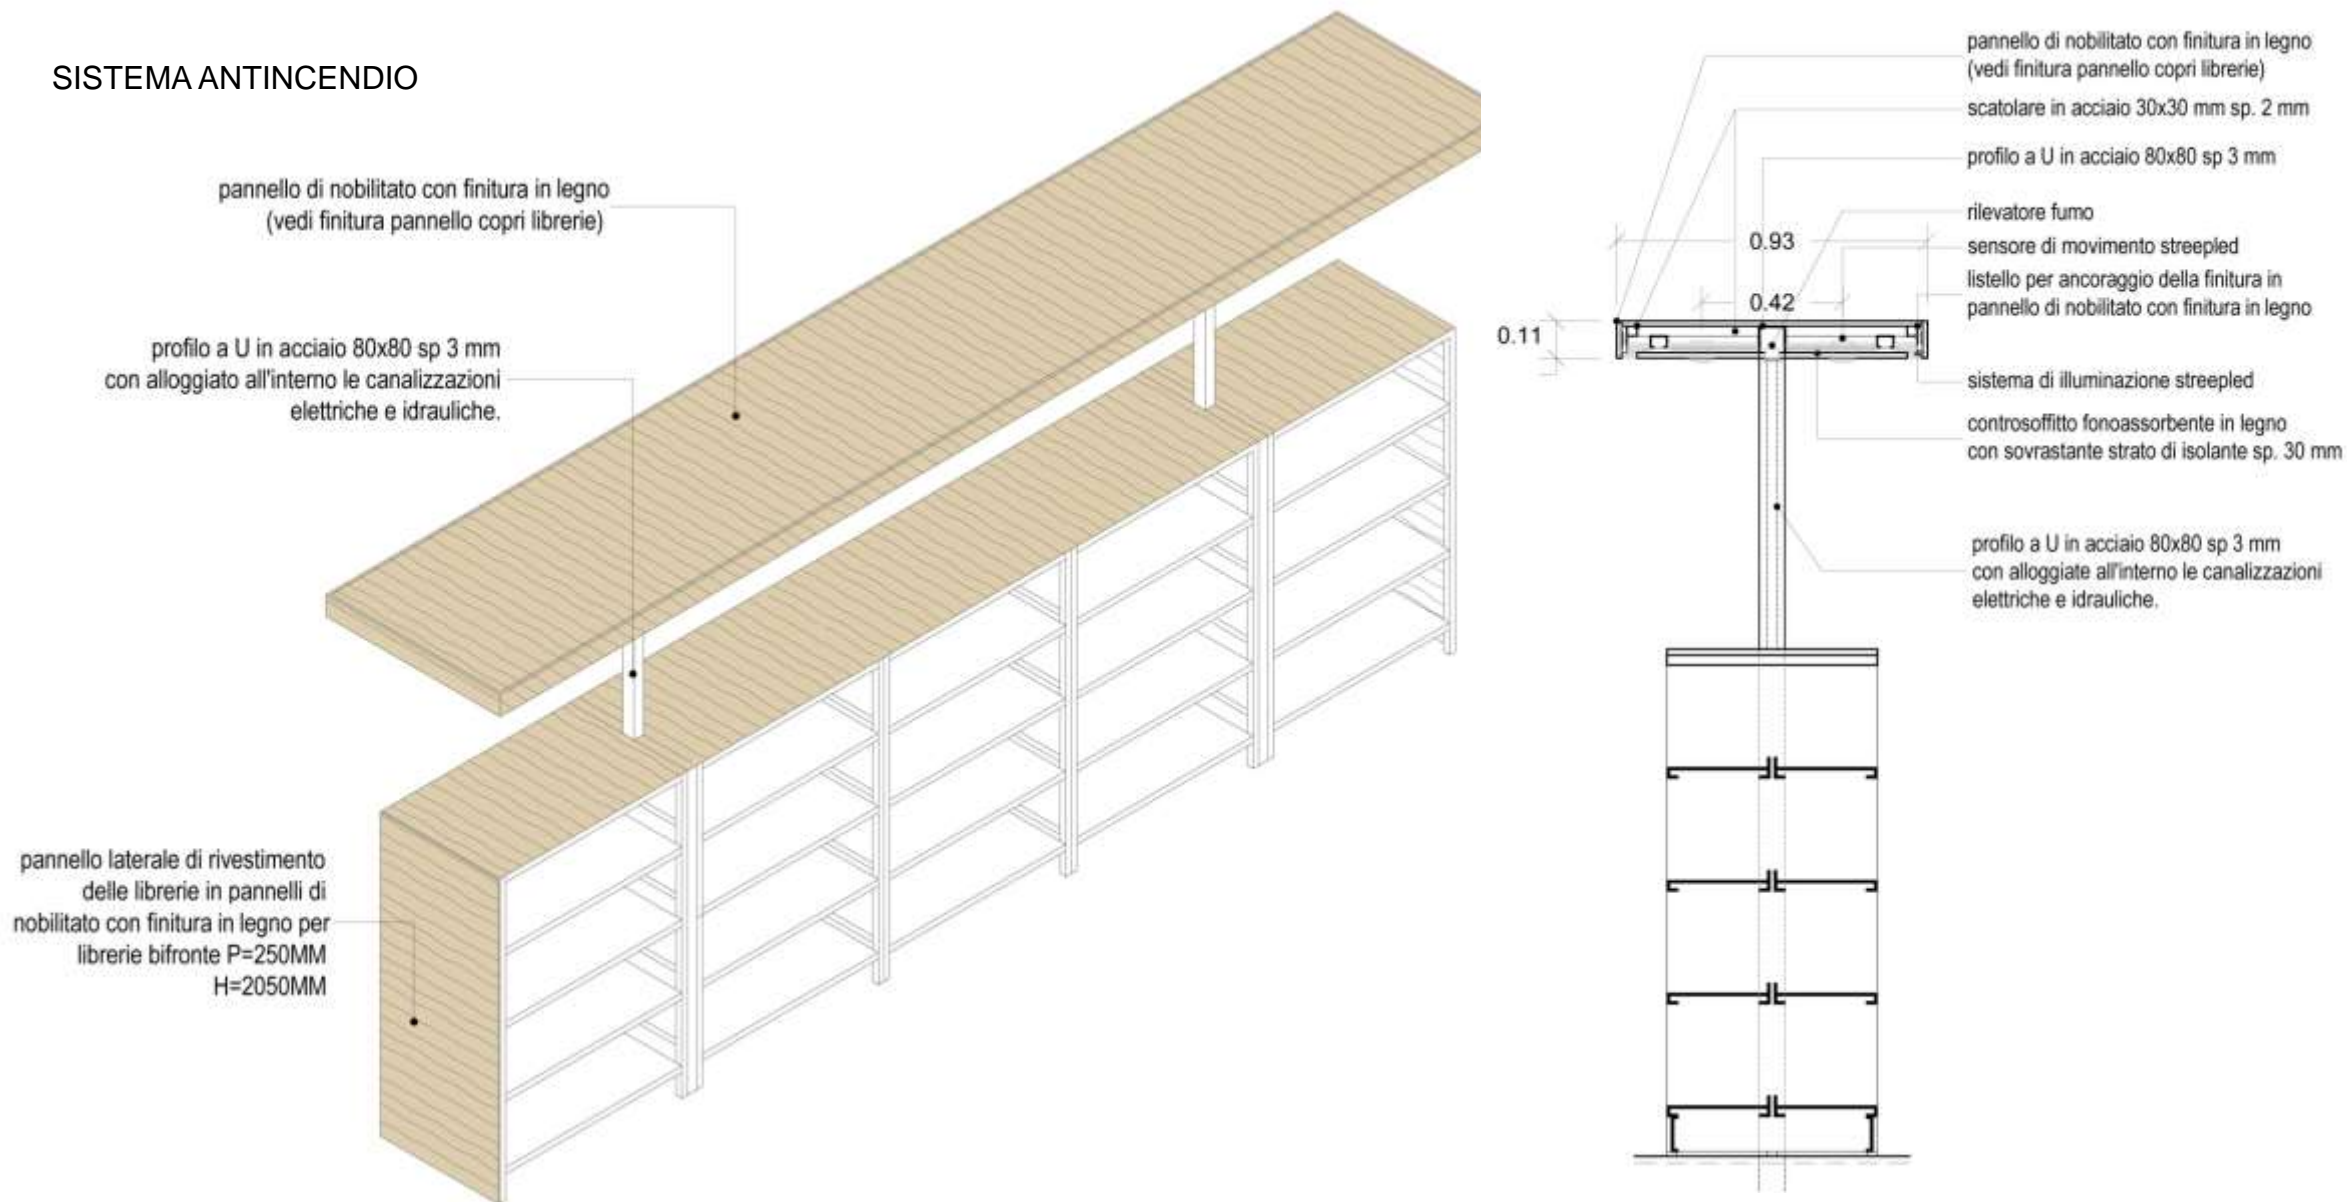 SISTEMA ANTINCENDIO
pannello di nobilitato con finitura in legno
(vedi finitura pannello copri librerie)
profilo a U in acciaio 80x80 sp 3 mm
con alloggiato all'interno le canalizzazioni
elettriche e idrauliche.
pannello laterale di rivestimento
delle librerie in pannelli di
nobilitato con finitura in legno per
librerie bifronte P=250MM
H=2050MM
pannello di nobilitato con finitura in legno
(vedi finitura pannello copri librerie)
scatolare in acciaio 30x30 mm sp. 2 mm
profilo a U in acciaio 80x80 sp 3 mm
rilevatore fumo
0.93
sensore di movimento streepled
listello per ancoraggio della finitura in
pannello di nobilitato con finitura in legno
0.42
0.11
sistema di illuminazione streepled
controsoffitto fonoassorbente in legno
con sovrastante strato di isolante sp. 30 mm
profilo a U in acciaio 80x80 sp 3 mm
con alloggiate all'interno le canalizzazioni
elettriche e idrauliche.